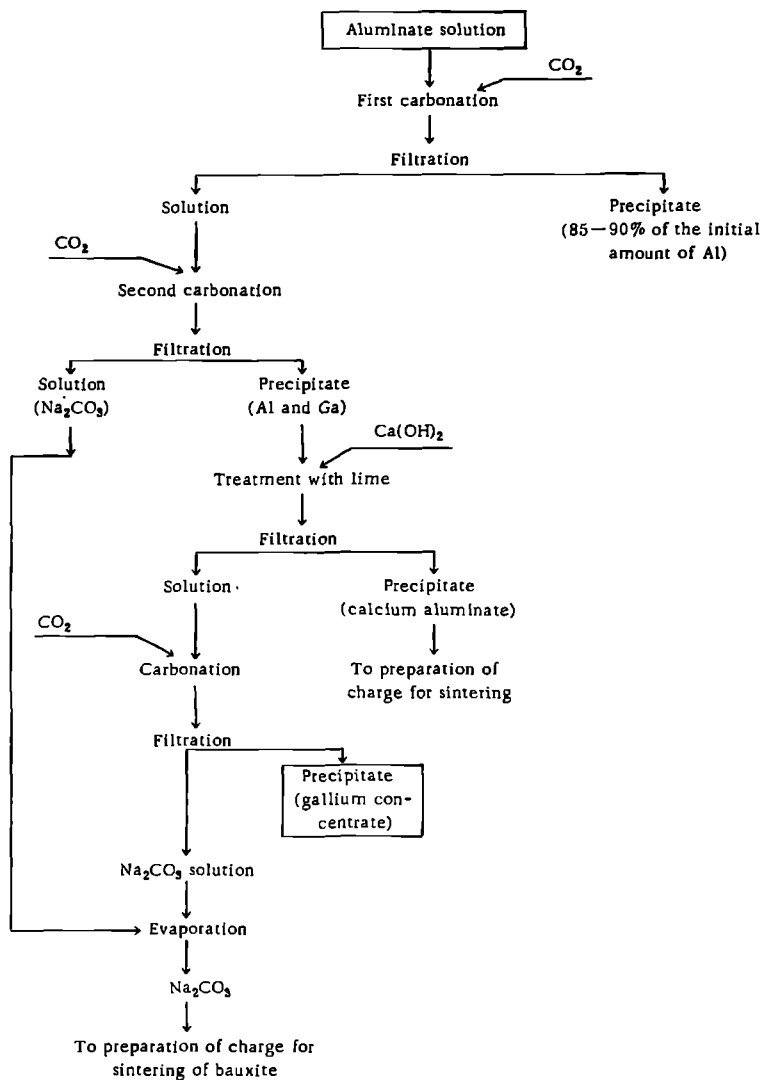 Aluminate solution
CO₂
First carbonation
Filtration
Solution
Precipitate
(85—90% of the initial
amount of Al)
CO₂
Second carbonation
Filtration
Solution
(Na₂CO₃)
Precipitate
(Al and Ga)
Ca(OH)₂
Treatment with lime
Filtration
Solution
Precipitate
(calcium aluminate)
CO₂
Carbonation
To preparation of
charge for sintering
Filtration
Precipitate
(gallium con-
centrate)
Na₂CO₃ solution
Evaporation
Na₂CO₃
To preparation of charge for
sintering of bauxite